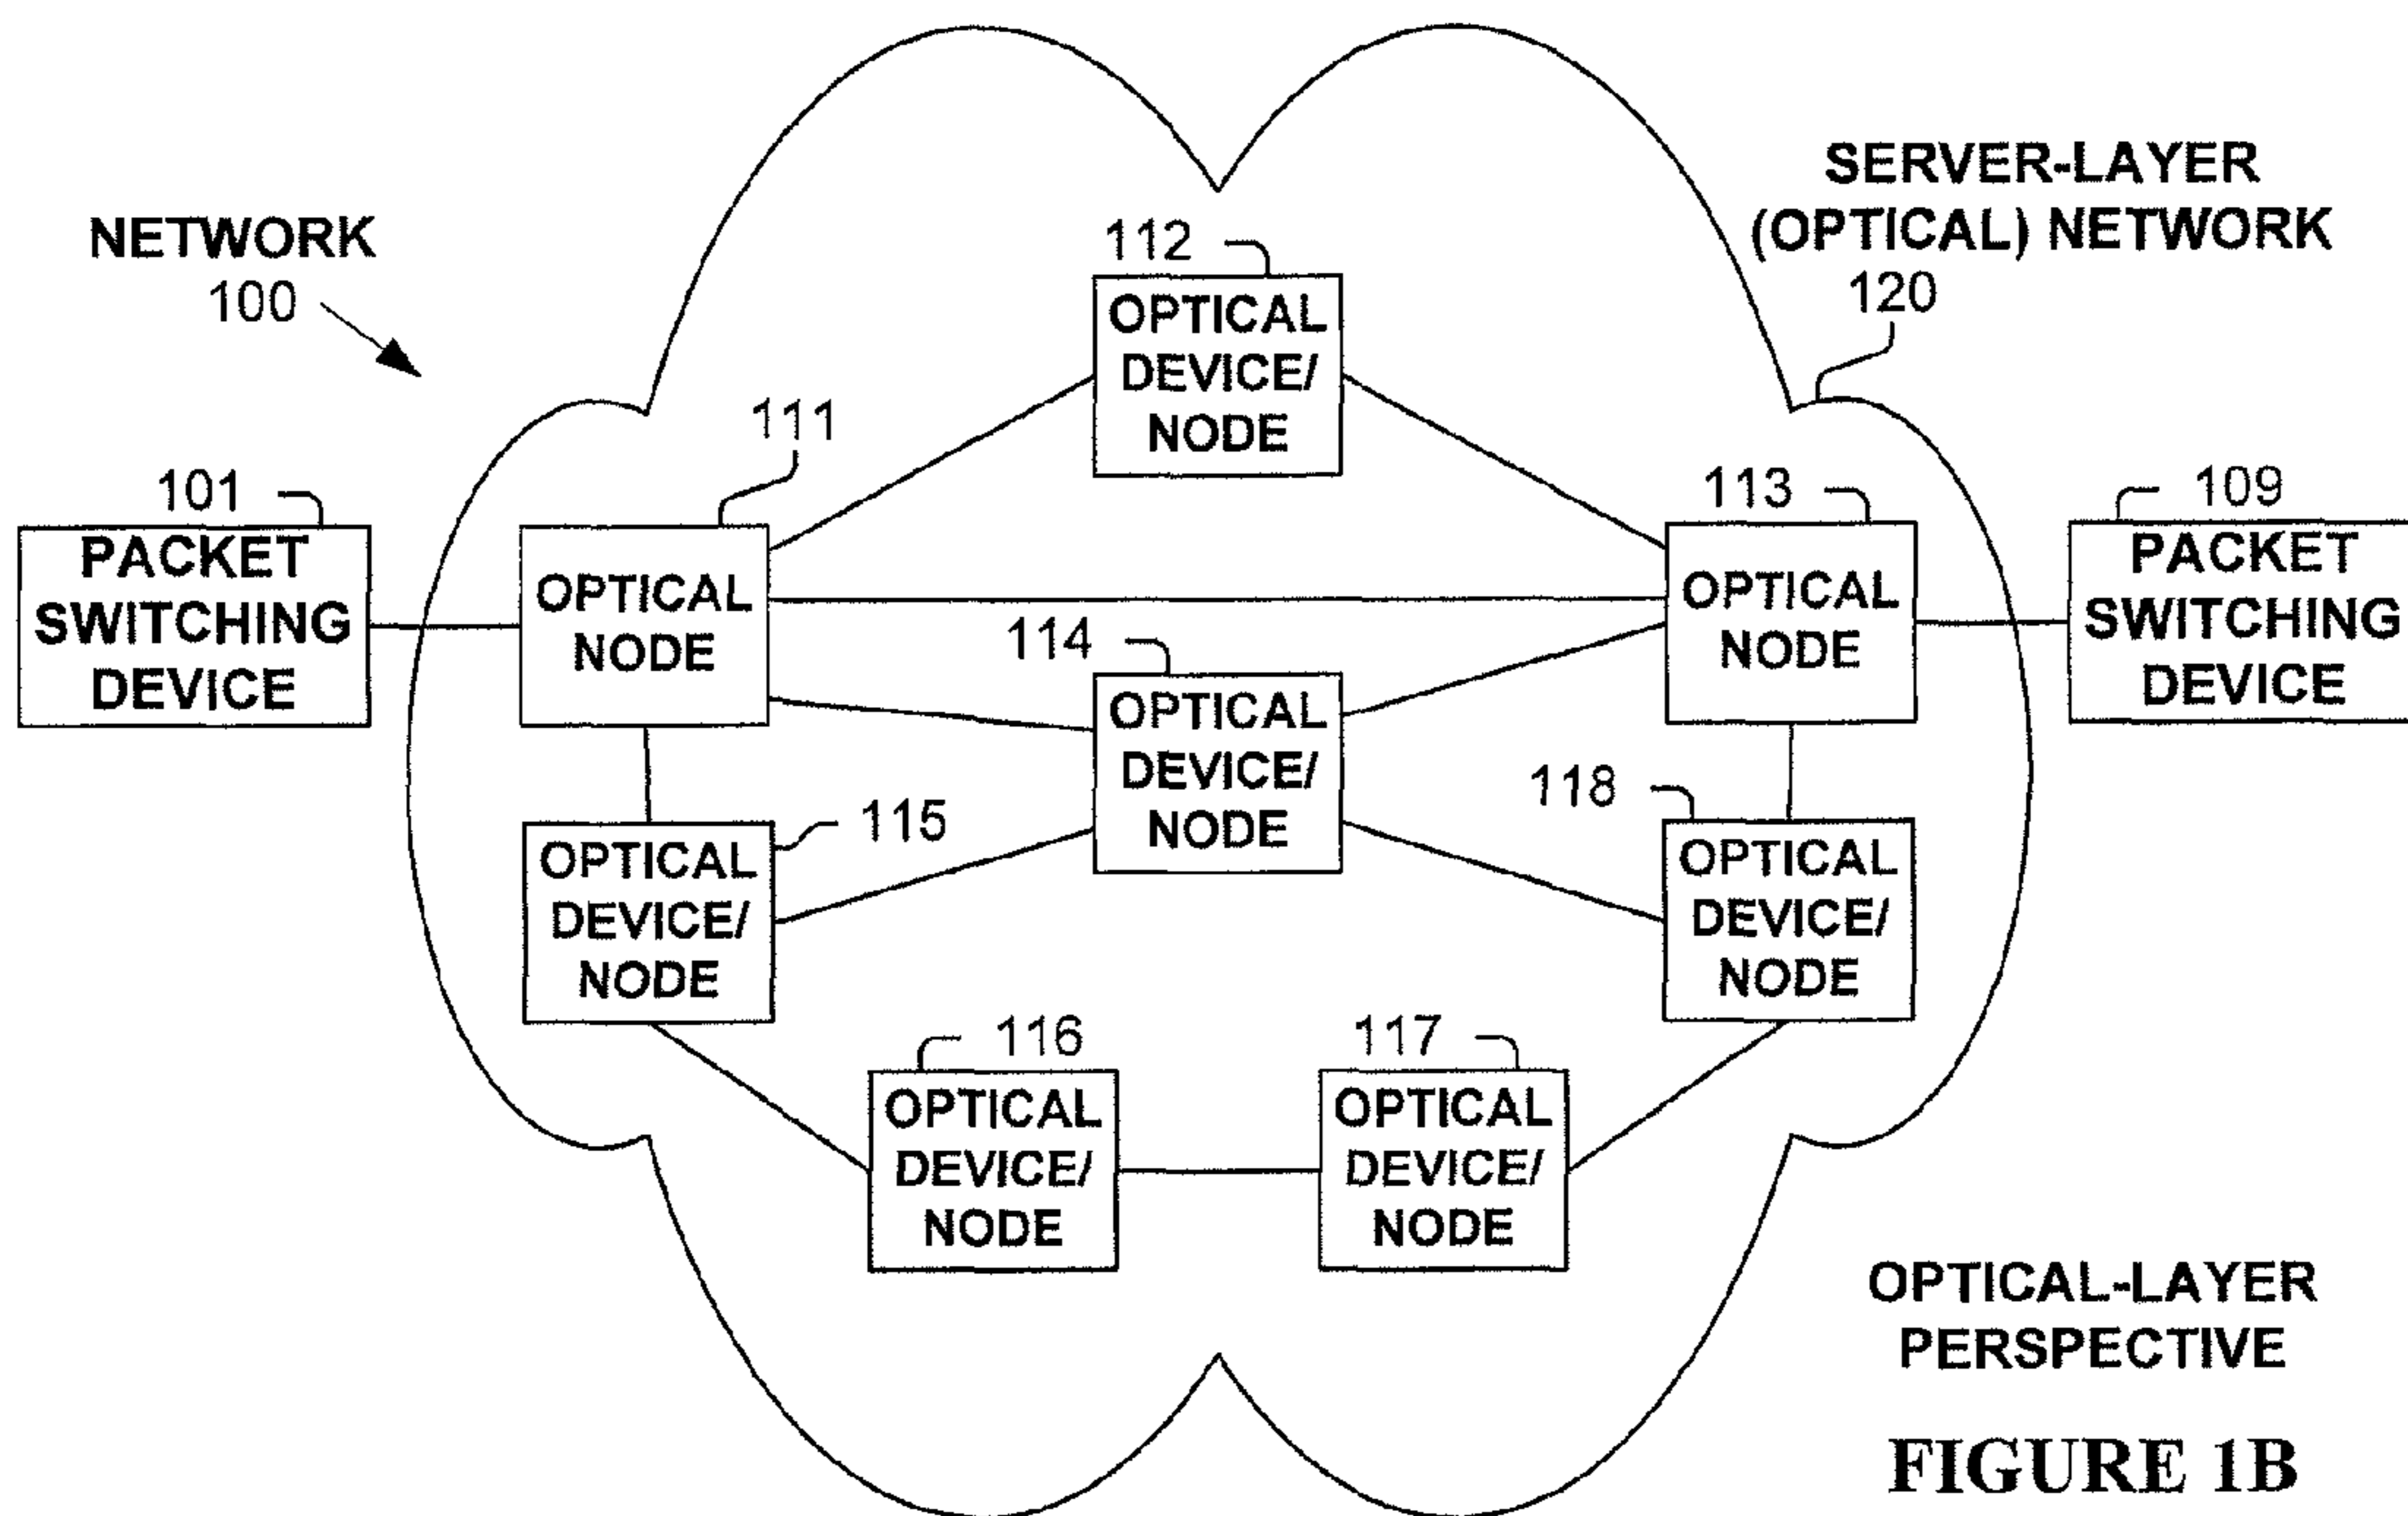 SERVER-LAYER
(OPTICAL) NETWORK
120
NETWORK
100
112
OPTICAL
DEVICE/
NODE
111
OPTICAL
NODE
101
PACKET
SWITCHING
DEVICE
113
OPTICAL
NODE
109
PACKET
SWITCHING
DEVICE
114
OPTICAL
DEVICE/
NODE
115
OPTICAL
DEVICE/
NODE
118
OPTICAL
DEVICE/
NODE
116
OPTICAL
DEVICE/
NODE
117
OPTICAL
DEVICE/
NODE
OPTICAL-LAYER
PERSPECTIVE
FIGURE 1B